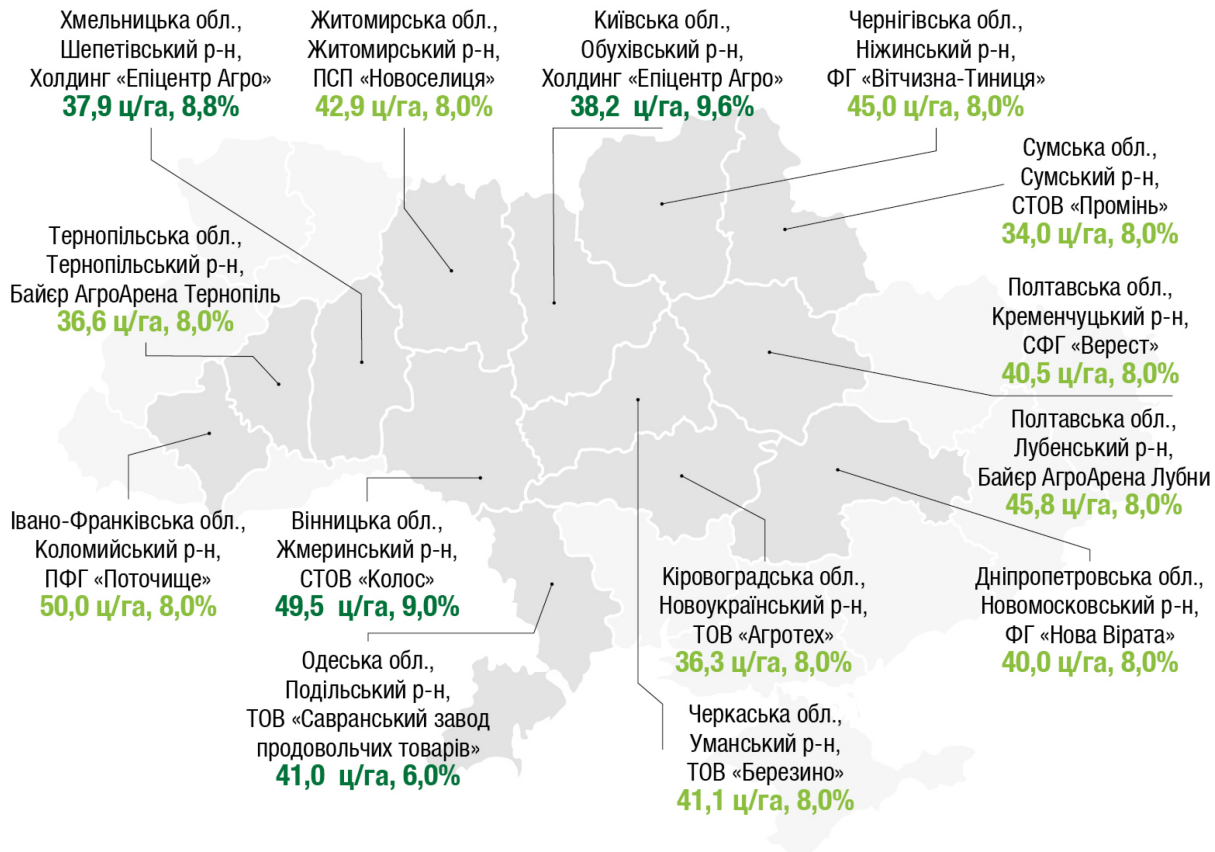 Хмельницька обл.,
Шепетівський р-н,
Холдинг «Епіцентр Агро»
37,9 ц/га, 8,8%
Житомирська обл.,
Житомирський р-н,
ПСП «Новоселиця»
42,9 ц/га, 8,0%
Київська обл.,
Обухівський р-н,
Холдинг «Епіцентр Агро»
38,2 ц/га, 9,6%
Чернігівська обл.,
Ніжинський р-н,
ФГ «Вітчизна-Тиниця»
45,0 ц/га, 8,0%
Сумська обл.,
Сумський р-н,
СТОВ «Промінь»
34,0 ц/га, 8,0%
Тернопільська обл.,
Тернопільський р-н,
Байєр АгроАрена Тернопіль
36,6 ц/га, 8,0%
Полтавська обл.,
Кременчуцький р-н,
СФГ «Верест»
40,5 ц/га, 8,0%
Полтавська обл.,
Лубенський р-н,
Байєр АгроАрена Лубни
45,8 ц/га, 8,0%
Івано-Франківська обл.,
Коломийський р-н,
ПФГ «Поточище»
50,0 ц/га, 8,0%
Вінницька обл.,
Жмеринський р-н,
СТОВ «Колос»
49,5 ц/га, 9,0%
Кіровоградська обл.,
Новоукраїнський р-н,
ТОВ «Агротех»
36,3 ц/га, 8,0%
Дніпропетровська обл.,
Новомосковський р-н,
ФГ «Нова Вірата»
40,0 ц/га, 8,0%
Одеська обл.,
Подільський р-н,
ТОВ «Савранський завод
продовольчих товарів»
41,0 ц/га, 6,0%
Черкаська обл.,
Уманський р-н,
ТОВ «Березино»
41,1 ц/га, 8,0%